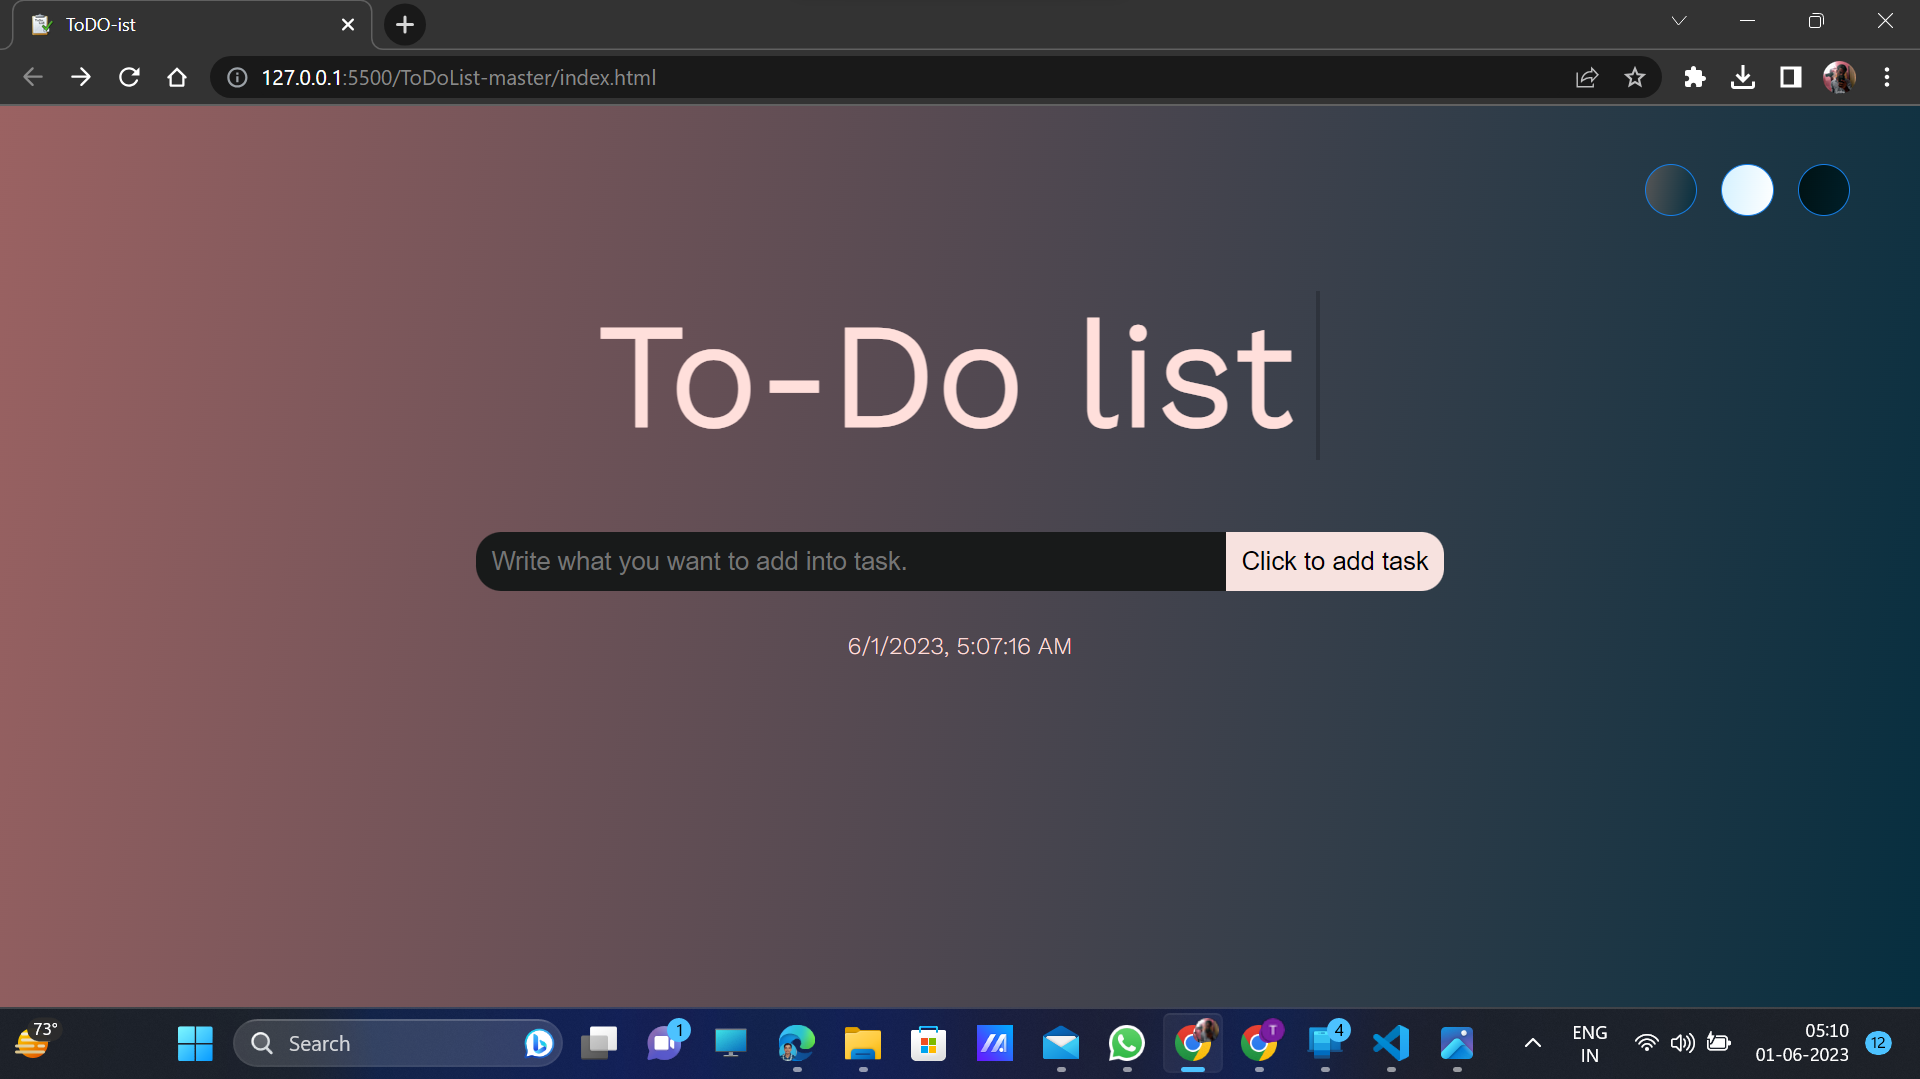 ToDO-ist
127.0.0.1:5500/ToDoList-master/index.html
To-Do list
Write what you want to add into task.
Click to add task
6/1/2023, 5:07:16 AM
73°
Search
1
T
4
ENG
IN
05:10
01-06-2023
12